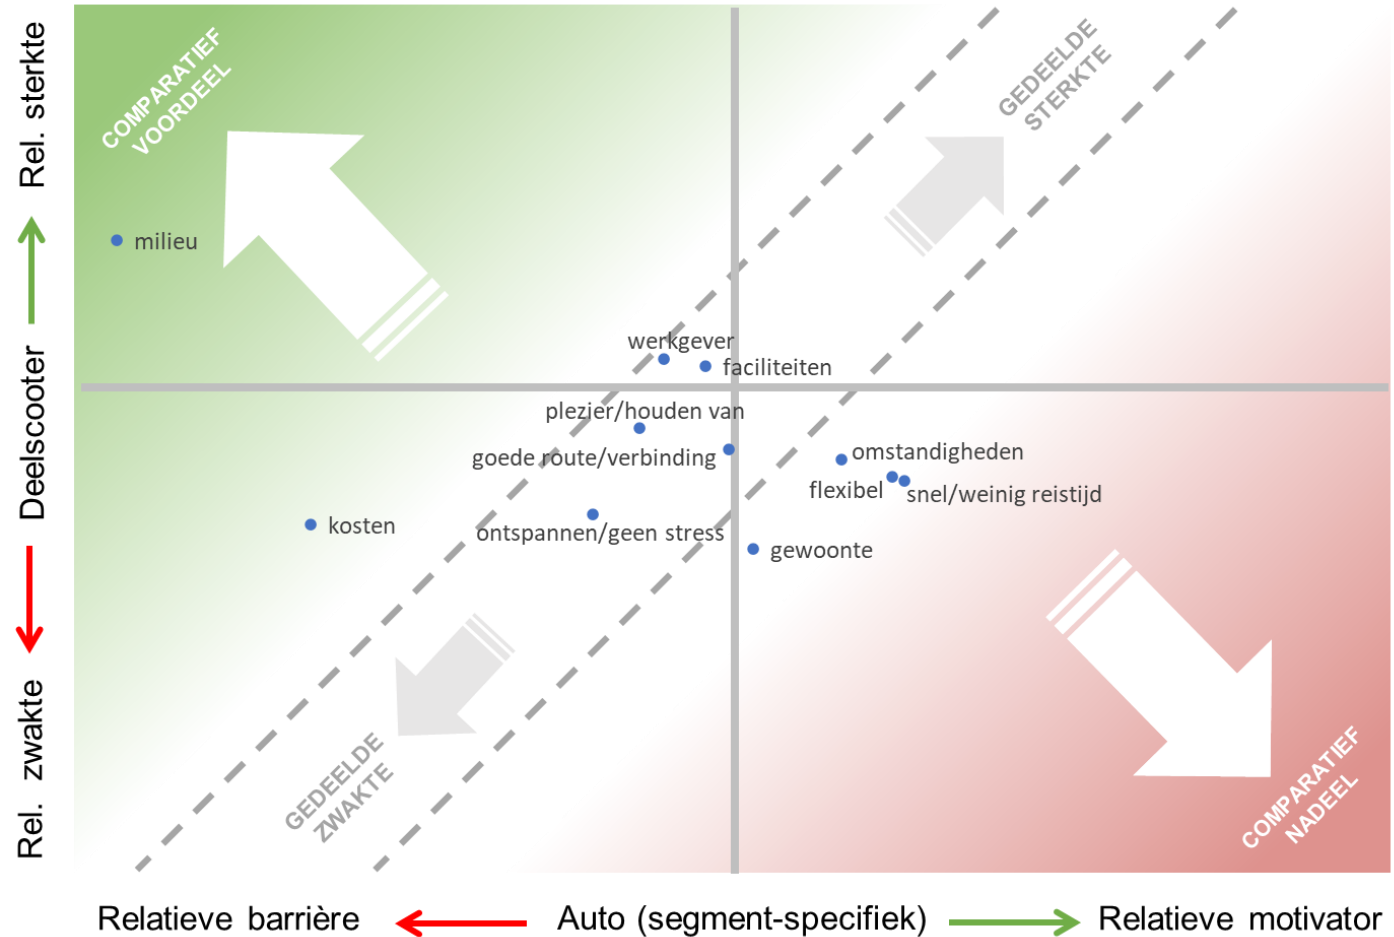 Rel. sterkte
Deelscooter
Rel. zwakte
COMPARATIEF
VOORDEEL
GEDEELDE
STERKTE
milieu
werkgever
faciliteiten
plezier/houden van
goede route/verbinding
omstandigheden
flexibel
snel/weinig reistijd
kosten
ontspannen/geen stress
gewoonte
GEDEELDE
ZWAKTE
COMPARATIEF
NADEEL
Relatieve barrière
Auto (segment-specifiek)
Relatieve motivator